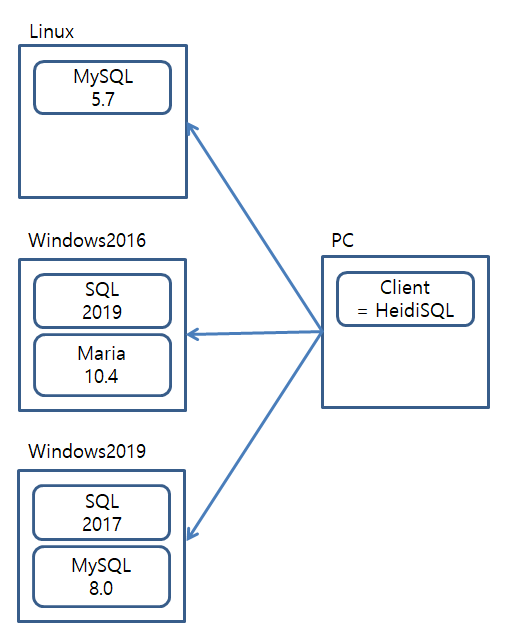 Linux
MySQL
5.7
Windows2016
SQL
2019
Maria
10.4
PC
Client
= HeidiSQL
Windows2019
SQL
2017
MySQL
8.0